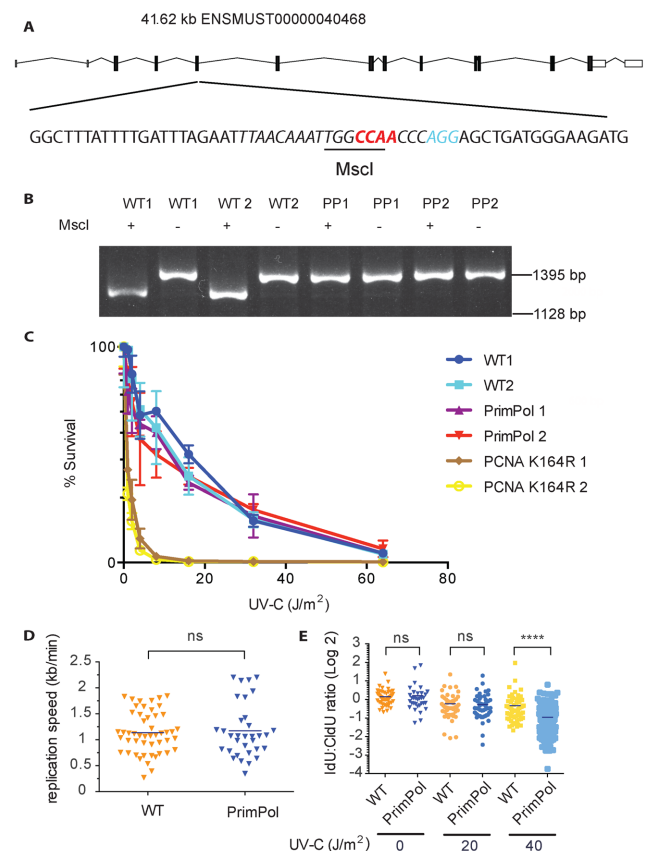 A
41.62 kb ENSMUST00000040468
GGCTTTATTTTGATTTAGAATTTAACAAATTGGCCAACCCAGGAGCTGATGGGAAGATG
MscI
B
WT1 WT1 WT 2 WT2 PP1 PP1 PP2 PP2
MscI + - + - + - + -
1395 bp
1128 bp
C
100
% Survival
0
0 20 40 60 80
UV-C (J/m²)
WT1
WT2
PrimPol 1
PrimPol 2
PCNA K164R 1
PCNA K164R 2
D
ns
replication speed (kb/min)
2.5
2
1.5
1
0.5
0
WT PrimPol
E
ns ns ****
IdU:CldU ratio (Log 2)
3
2
1
0
-1
-2
-3
-4
WT PrimPol WT PrimPol WT PrimPol
UV-C (J/m²) 0 20 40